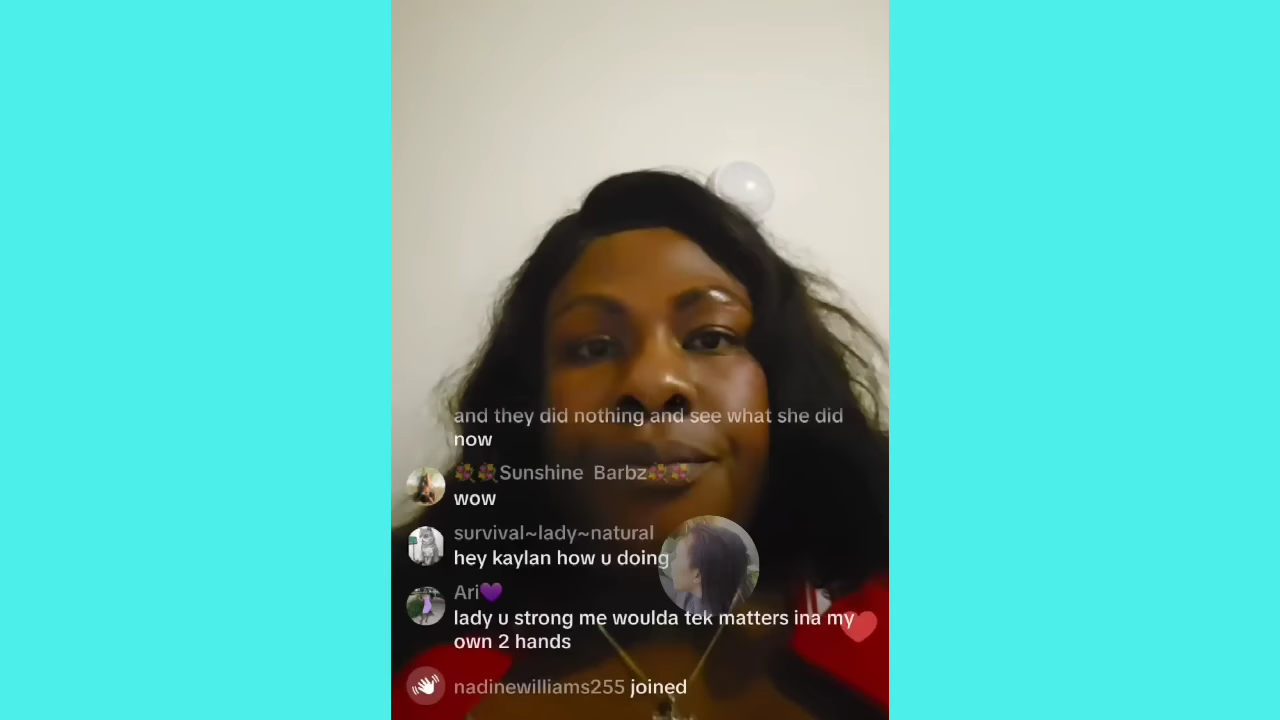 and they did nothing and see what she did
now
💐💐Sunshine Barbz💐💐
wow
survival~lady~natural
hey kaylan how u doing
Ari💜
lady u strong me woulda tek matters ina my
own 2 hands
nadinewilliams255 joined